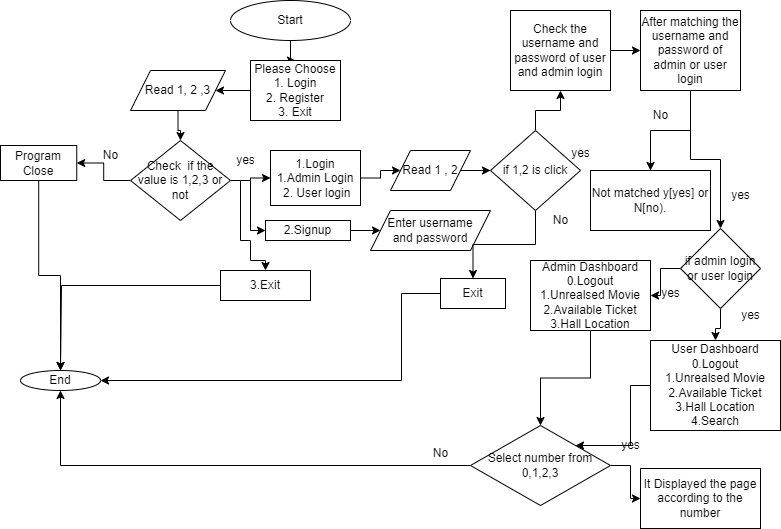 Start
Please Choose
1. Login
2. Register
3. Exit
Read 1, 2 ,3
Check if the
value is 1,2,3 or
not
No
Program
Close
yes
1.Login
1.Admin Login
2. User login
Read 1 , 2
if 1,2 is click
yes
Check the
username and
password of user
and admin login
After matching the
username and
password of
admin or user
login
No
Not matched y[yes] or
N[no).
yes
2.Signup
Enter username
and password
No
3.Exit
Exit
if admin login
or user login
yes
Admin Dashboard
0.Logout
1.Unrealsed Movie
2.Available Ticket
3.Hall Location
yes
User Dashboard
0.Logout
1.Unrealsed Movie
2.Available Ticket
3.Hall Location
4.Search
End
yes
No
Select number from
0,1,2,3
It Displayed the page
according to the
number